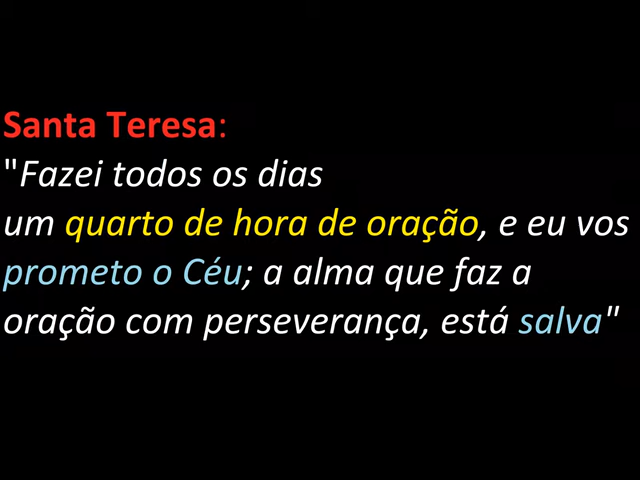 Santa Teresa:
"Fazei todos os dias
um quarto de hora de oração, e eu vos
prometo o Céu; a alma que faz a
oração com perseverança, está salva"